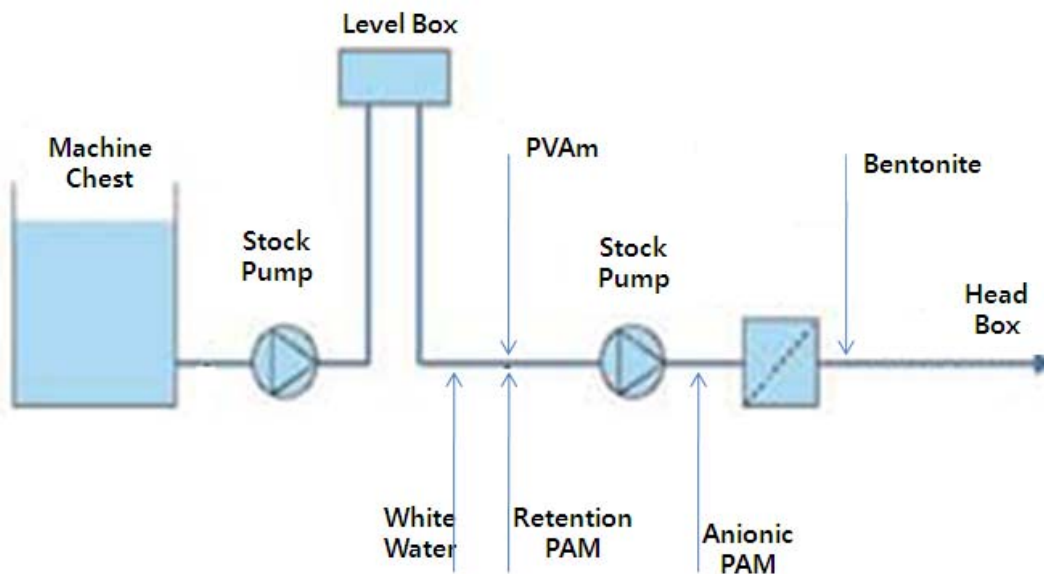 Level Box
Machine
Chest
PVAm
Bentonite
Stock
Pump
Stock
Pump
Head
Box
White
Water
Retention
PAM
Anionic
PAM